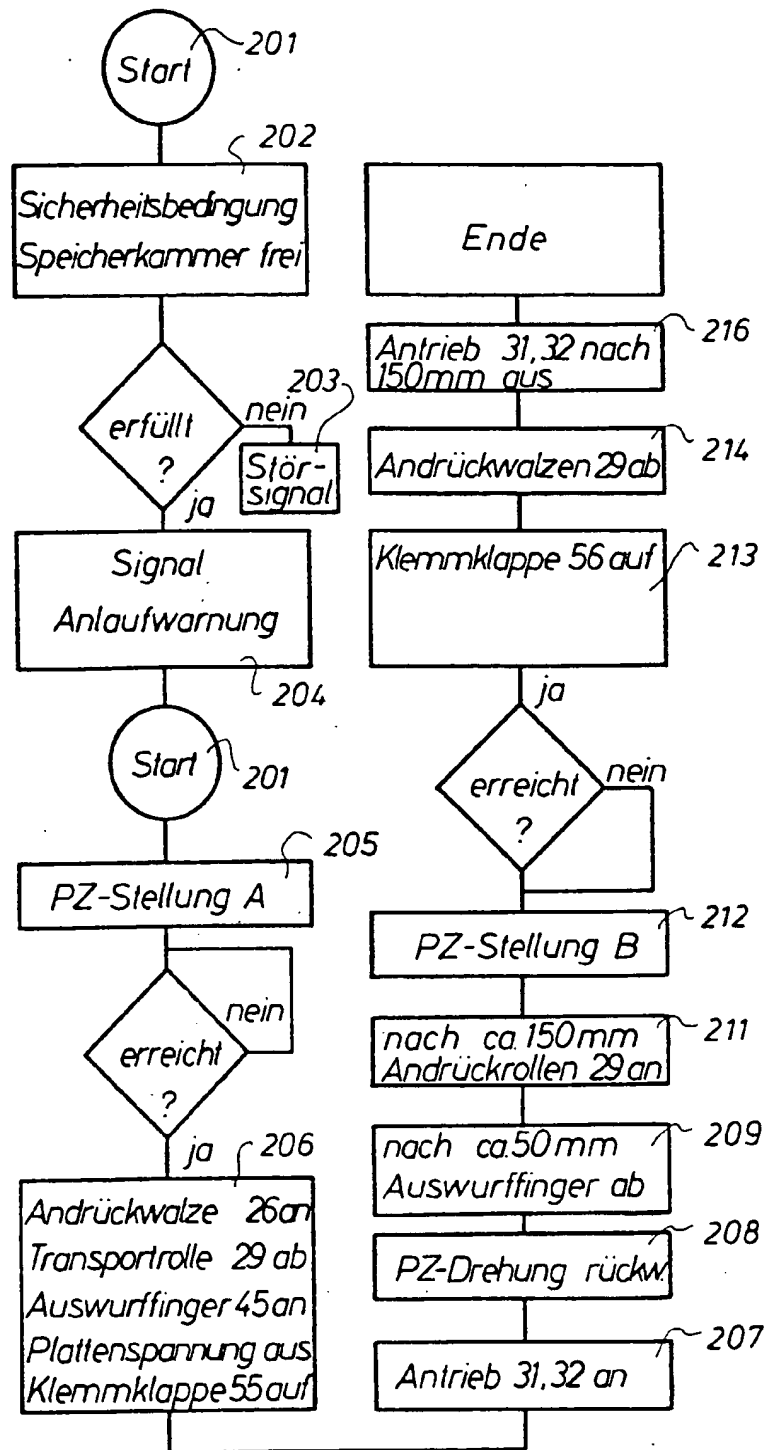 Start
201
202
Sicherheitsbedingung
Speicherkammer frei
erfüllt
?
nein
203
Stör-
signal
ja
Signal
Anlaufwarnung
204
Start
201
205
PZ-Stellung A
nein
erreicht
?
ja
206
Andrückwalze 26 an
Transportrolle 29 ab
Auswurffinger 45 an
Plattenspannung aus
Klemmklappe 55 auf
Ende
216
Antrieb 31,32 nach
150mm aus
214
Andrückwalzen 29 ab
Klemmklappe 56 auf
213
ja
nein
erreicht
?
212
PZ-Stellung B
211
nach ca. 150mm
Andrückrollen 29 an
209
nach ca. 50 mm
Auswurffinger ab
208
PZ-Drehung rückw.
207
Antrieb 31,32 an